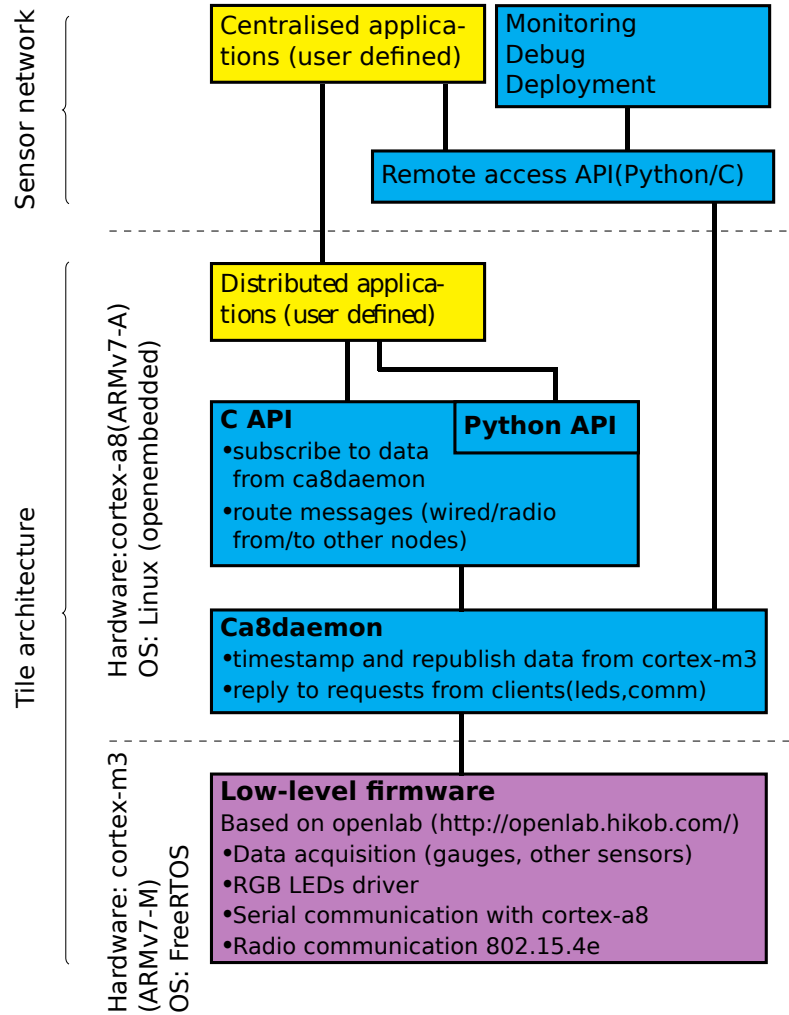 Sensor network
Centralised applica-
tions (user defined)
Monitoring
Debug
Deployment
Remote access API(Python/C)
Tile architecture
Hardware:cortex-a8(ARMv7-A)
OS: Linux (openembedded)
Distributed applica-
tions (user defined)
C API
Python API
•subscribe to data
from ca8daemon
•route messages (wired/radio
from/to other nodes)
Ca8daemon
•timestamp and republish data from cortex-m3
•reply to requests from clients(leds,comm)
Hardware: cortex-m3
(ARMv7-M)
OS: FreeRTOS
Low-level firmware
Based on openlab (http://openlab.hikob.com/)
•Data acquisition (gauges, other sensors)
•RGB LEDs driver
•Serial communication with cortex-a8
•Radio communication 802.15.4e